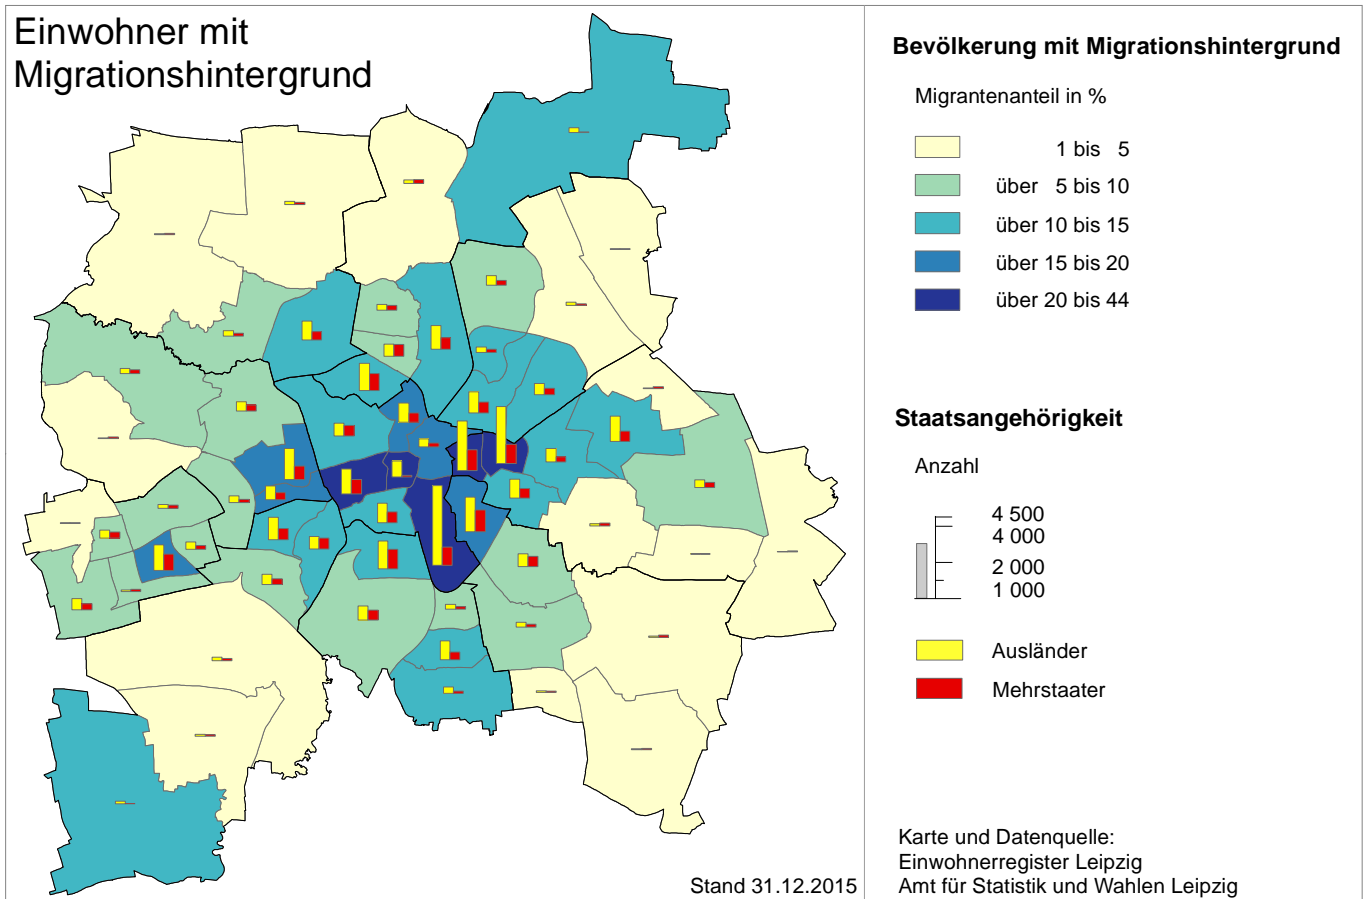 Einwohner mit
Migrationshintergrund
Stand 31.12.2015
Bevölkerung mit Migrationshintergrund
Migrantenanteil in %
1 bis 5
über 5 bis 10
über 10 bis 15
über 15 bis 20
über 20 bis 44
Staatsangehörigkeit
Anzahl
4 500
4 000
2 000
1 000
Ausländer
Mehrstaater
Karte und Datenquelle:
Einwohnerregister Leipzig
Amt für Statistik und Wahlen Leipzig